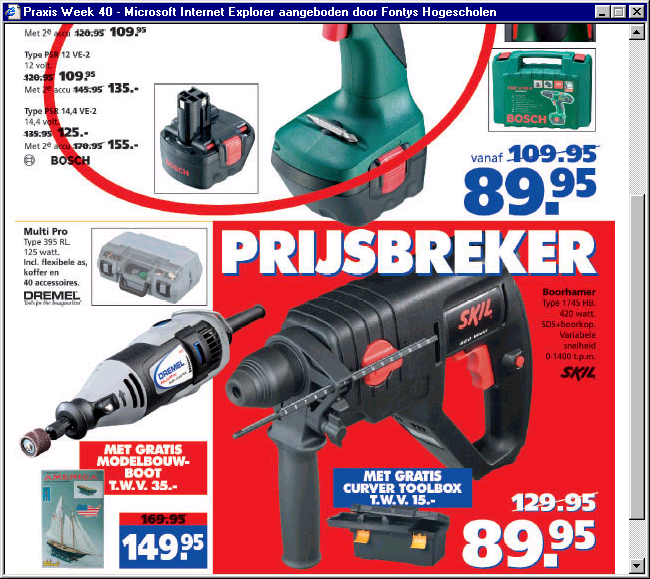 Praxis Week 40 - Microsoft Internet Explorer aangeboden door Fontys Hogescholen
Met 2e accu 120.95 109.95
Type PSR 12 VE-2
12 volt.
120.95 109.95
Met 2e accu 145.95 135.-
Type PSR 14,4 VE-2
14,4 volt.
135.95 125.-
Met 2e accu 170.95 155.-
BOSCH
BOSCH
BOSCH
vanaf 109.95
89.95
Multi Pro
Type 395 RL.
125 watt.
Incl. flexibele as,
koffer en
40 accessoires.
DREMEL
Tools for the Imagination
DREMEL
MET GRATIS
MODELBOUW-
BOOT
T.W.V. 35.-
AMERICA
169.95
149.95
PRIJSBREKER
SKIL
420 WATT
Boorhamer
Type 1745 HB.
420 watt.
SDS+boorkop.
Variabele
snelheid
0-1400 t.p.m.
SKIL
MET GRATIS
CURVER TOOLBOX
T.W.V. 15.-
129.95
89.95